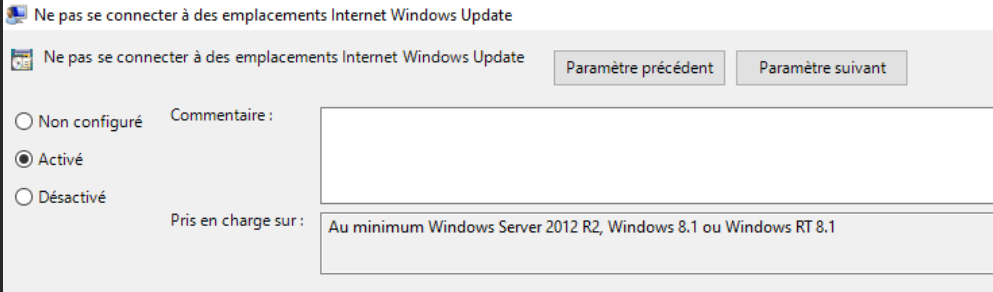 Ne pas se connecter à des emplacements Internet Windows Update
Ne pas se connecter à des emplacements Internet Windows Update
Paramètre précédent
Paramètre suivant
Non configuré
Commentaire :
Activé
Désactivé
Pris en charge sur :
Au minimum Windows Server 2012 R2, Windows 8.1 ou Windows RT 8.1